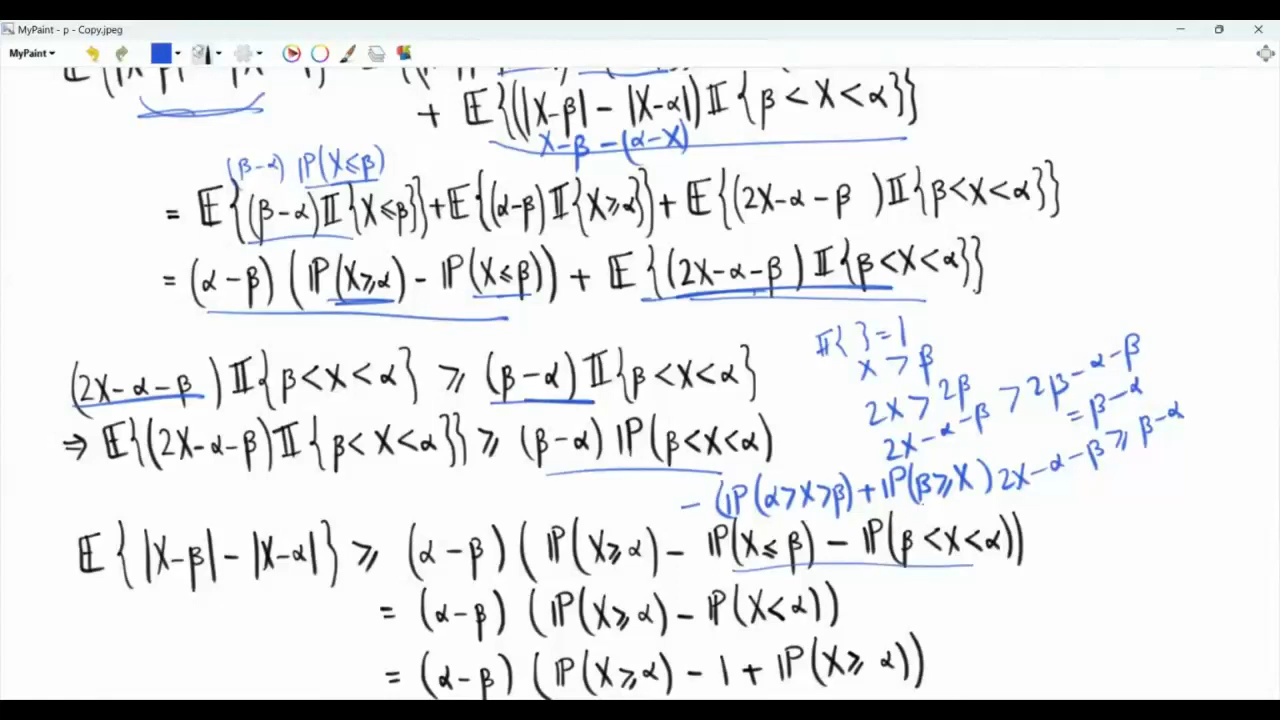 MyPaint - p - Copy.jpeg
MyPaint
+ 𝔼{(|X-β| - |X-α|)𝕀{β<X<α}}
X-β-(α-X)
(β-α) ℙ(X≤β)
= 𝔼{(β-α)𝕀{X≤β}}+𝔼{(α-β)𝕀{X≥α}}+ 𝔼{(2X-α-β )𝕀{β<X<α}}
= (α-β) (ℙ(X≥α) - ℙ(X≤β)) + 𝔼{(2X-α-β)𝕀{β<X<α}}
𝕀{ }=1
X > β
2X > 2β
2X-α-β > 2β-α-β
= β-α
2X-α-β ≥ β-α
(2X-α-β)𝕀{β<X<α} ≥ (β-α)𝕀{β<X<α}
⇒ 𝔼{(2X-α-β)𝕀{β<X<α}} ≥ (β-α) ℙ(β<X<α)
- (ℙ(α>X>β)+ℙ(β≥X)
𝔼{|X-β|-|X-α|} ≥ (α-β) (ℙ(X≥α) - ℙ(X≤β) - ℙ(β<X<α))
= (α-β) (ℙ(X≥α) - ℙ(X<α))
= (α-β) (ℙ(X≥α) - 1 + ℙ(X≥α))